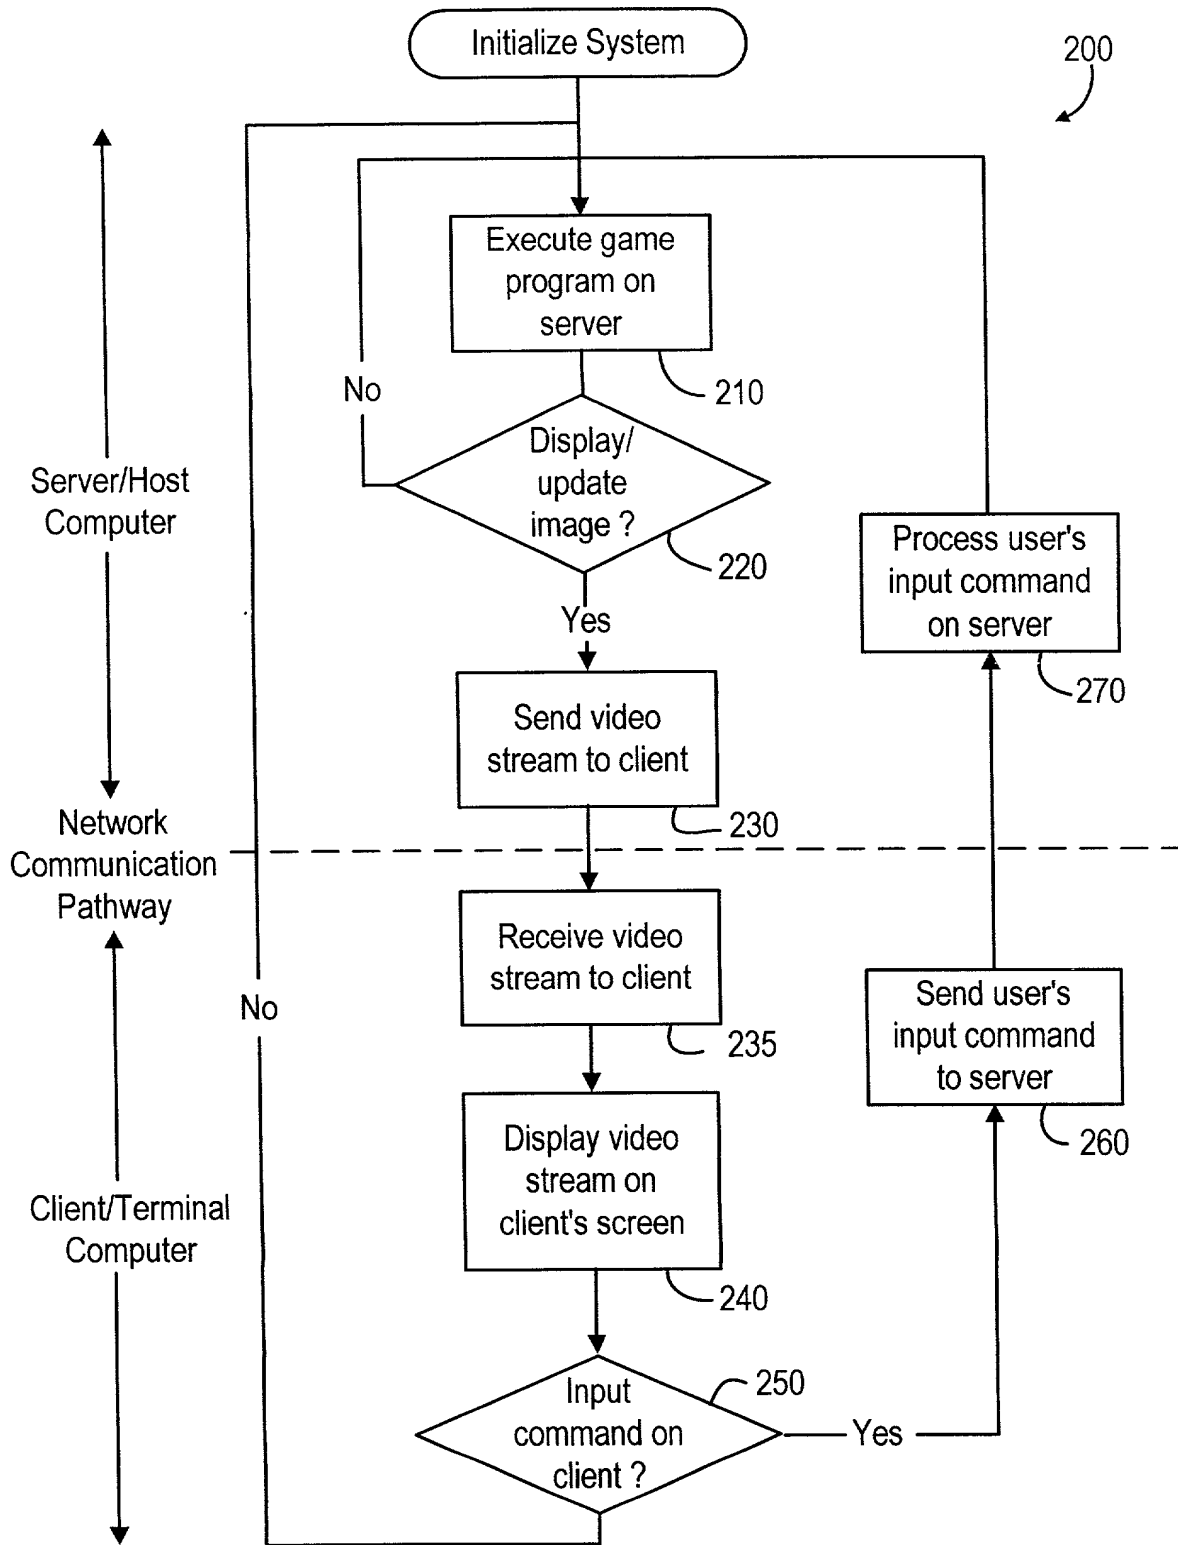 Initialize System
200
Execute game
program on
server
210
No
Display/
update
image ?
220
Server/Host
Computer
Process user's
input command
on server
270
Yes
Send video
stream to client
230
Network
Communication
Pathway
Receive video
stream to client
235
No
Send user's
input command
to server
260
Display video
stream on
client's screen
240
Client/Terminal
Computer
Input
command on
client ?
250
Yes